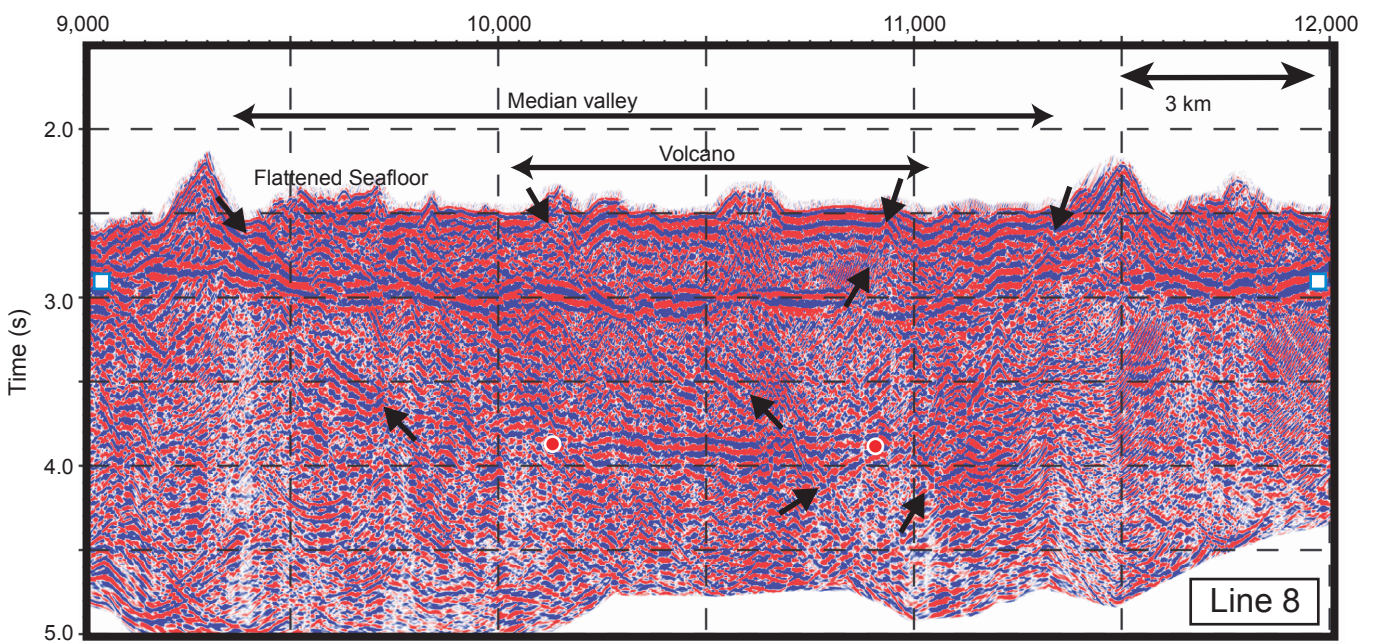 9,000 10,000 11,000 12,000
3 km
Median valley
2.0
Volcano
Flattened Seafloor
3.0
Time (s)
4.0
Line 8
5.0